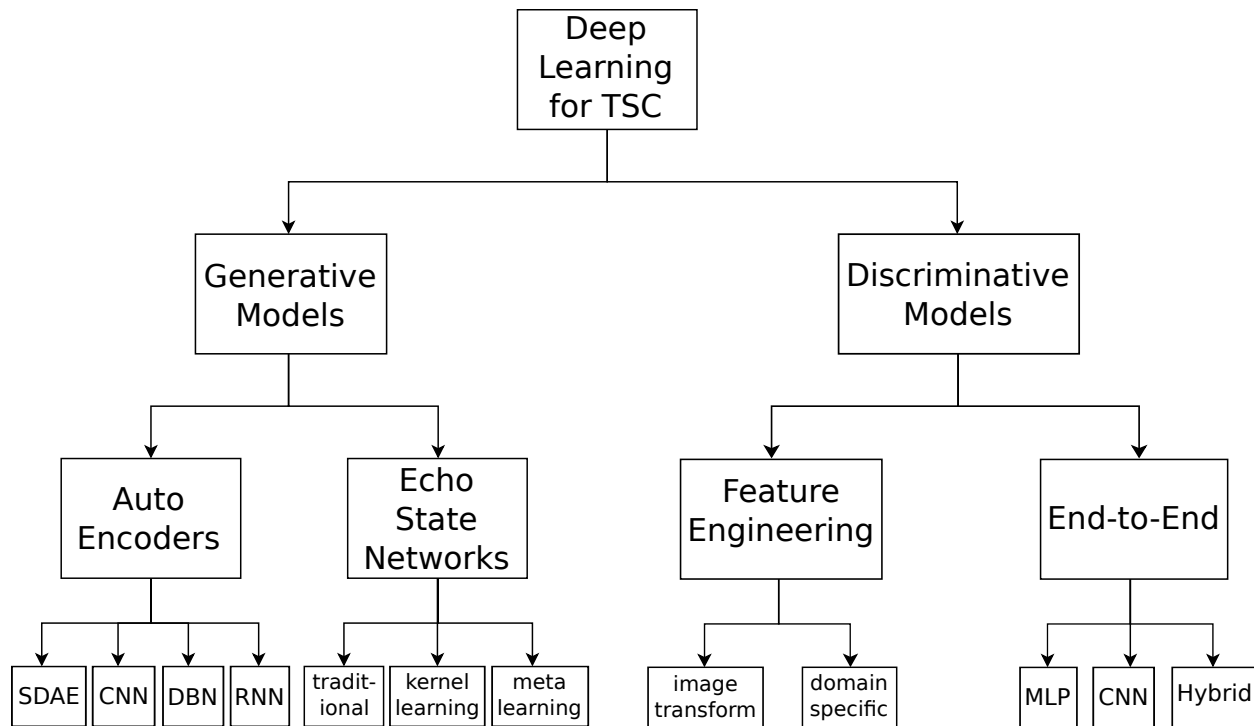 Deep
Learning
for TSC
Generative
Models
Discriminative
Models
Auto
Encoders
Echo
State
Networks
Feature
Engineering
End-to-End
SDAE
CNN
DBN
RNN
tradit-
ional
kernel
learning
meta
learning
image
transform
domain
specific
MLP
CNN
Hybrid